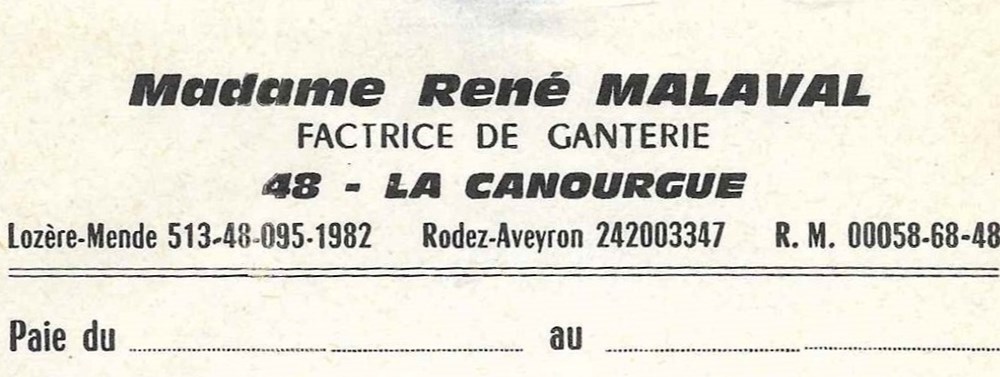 Madame René MALAVAL
FACTRICE DE GANTERIE
48 - LA CANOURGUE
Lozère-Mende 513-48-095-1982 Rodez-Aveyron 242003347 R. M. 00058-68-48
Paie du au